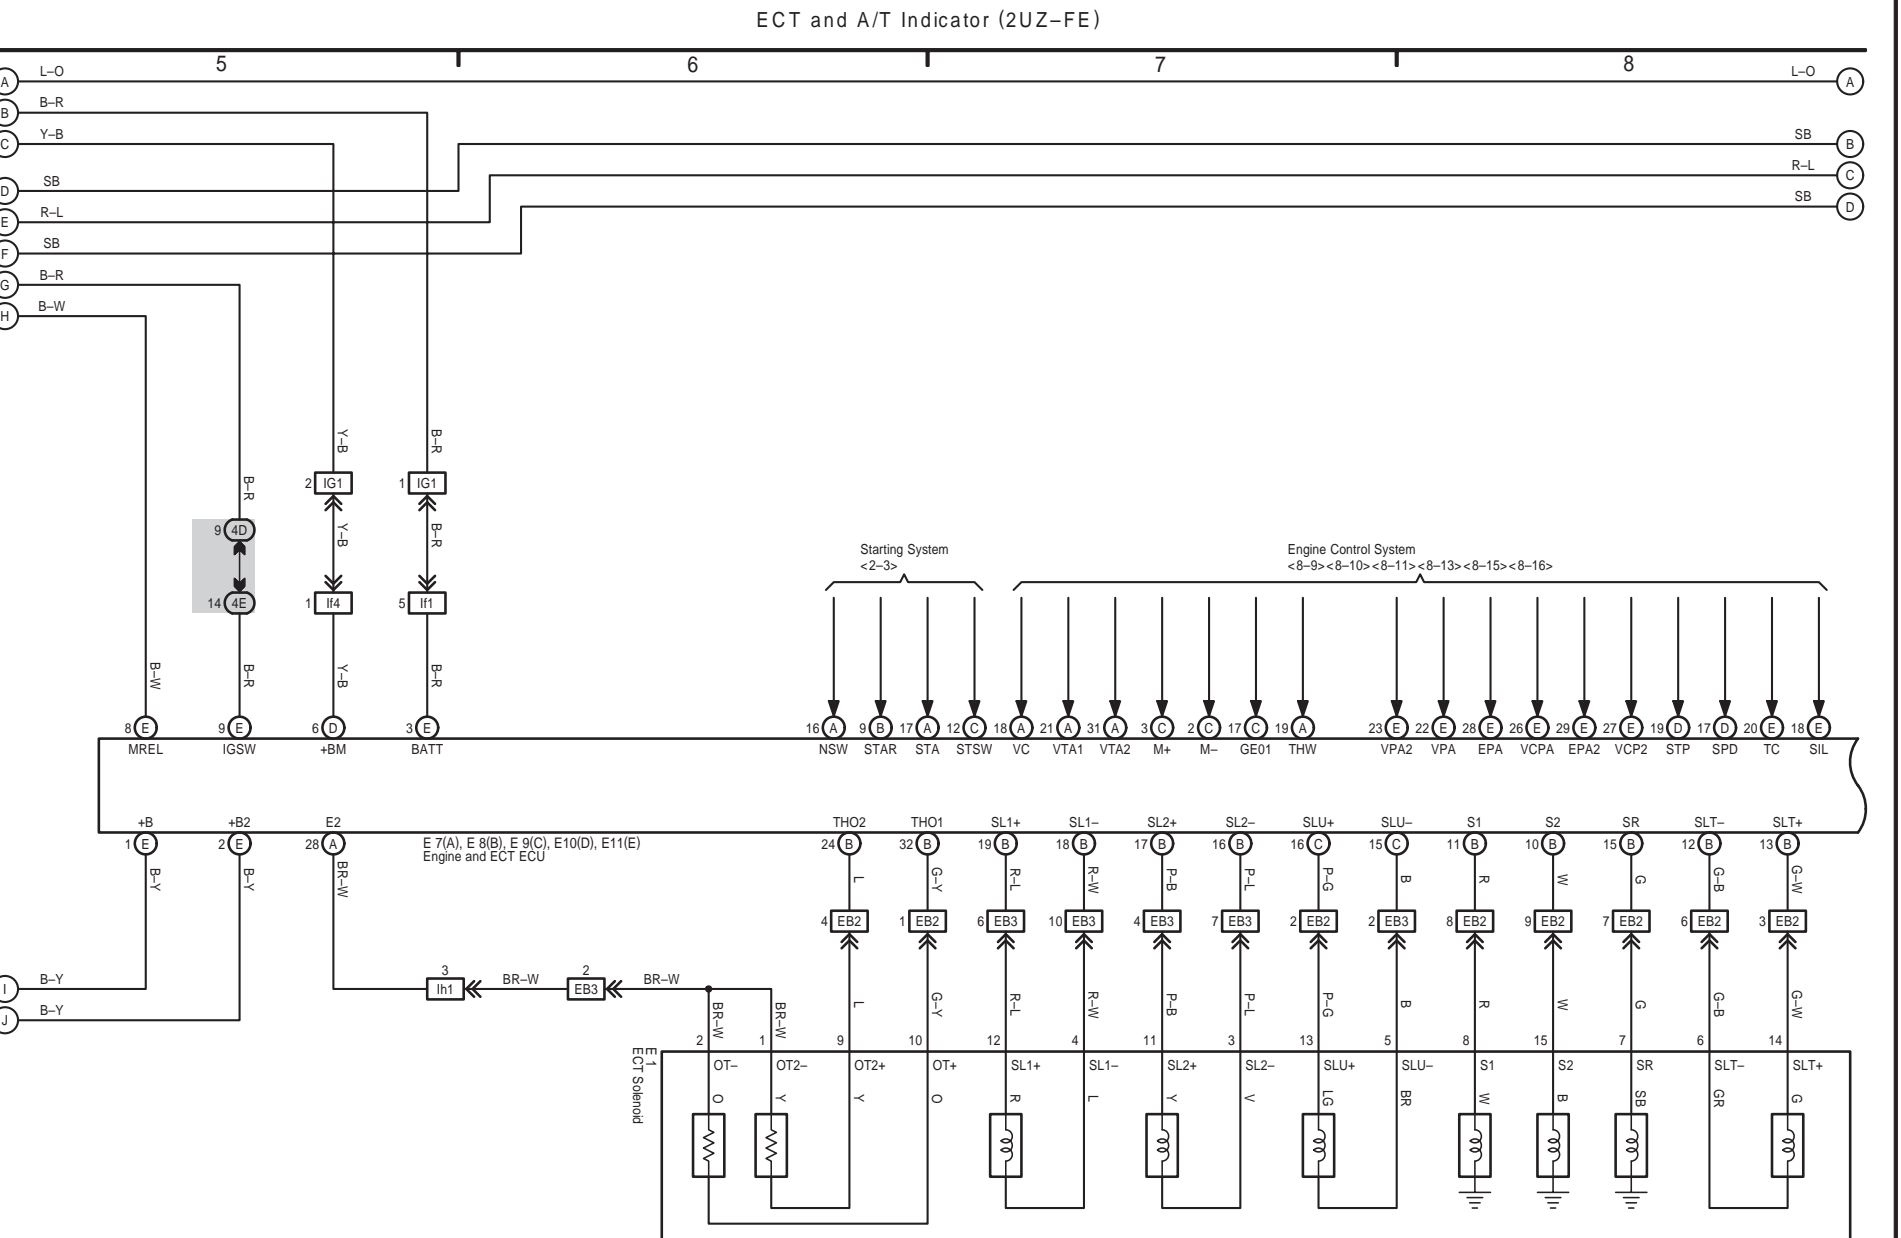 ECT and A/T Indicator (2UZ–FE)
5 6 7 8
A L–O L–O A
B B–R
C Y–B SB B
D SB R–L C
E R–L SB D
F SB
G B–R
H B–W
Y–B B–R
B–R 2 IG1 1 IG1
9 4D Y–B B–R
Starting System Engine Control System
<2–3> <8–9><8–10><8–11><8–13><8–15><8–16>
14 4E 1 If4 5 If1
B–W B–R Y–B B–R
8 E 9 E 6 D 3 E 16 A 9 B 17 A 12 C 18 A 21 A 31 A 3 C 2 C 17 C 19 A 23 E 22 E 28 E 26 E 29 E 27 E 19 D 17 D 20 E 18 E
MREL IGSW +BM BATT NSW STAR STA STSW VC VTA1 VTA2 M+ M– GE01 THW VPA2 VPA EPA VCPA EPA2 VCP2 STP SPD TC SIL
+B +B2 E2 THO2 THO1 SL1+ SL1– SL2+ SL2– SLU+ SLU– S1 S2 SR SLT– SLT+
1 E 2 E 28 A E 7(A), E 8(B), E 9(C), E10(D), E11(E) 24 B 32 B 19 B 18 B 17 B 16 B 16 C 15 C 11 B 10 B 15 B 12 B 13 B
Engine and ECT ECU
B–Y B–Y BR–W L G–Y R–L R–W P–B P–L P–G B R W G G–B G–W
4 EB2 1 EB2 6 EB3 10 EB3 4 EB3 7 EB3 2 EB2 2 EB3 8 EB2 9 EB2 7 EB2 6 EB2 3 EB2
3 2
I B–Y Ih1 BR–W EB3 BR–W
J B–Y BR–W BR–W L G–Y R–L R–W P–B P–L P–G B R W G G–B G–W
2 1 9 10 12 4 11 3 13 5 8 15 7 6 14
E 1
ECT Solenoid
OT– OT2– OT2+ OT+ SL1+ SL1– SL2+ SL2– SLU+ SLU– S1 S2 SR SLT– SLT+
O Y Y O R L Y V LG BR W B SB GR G